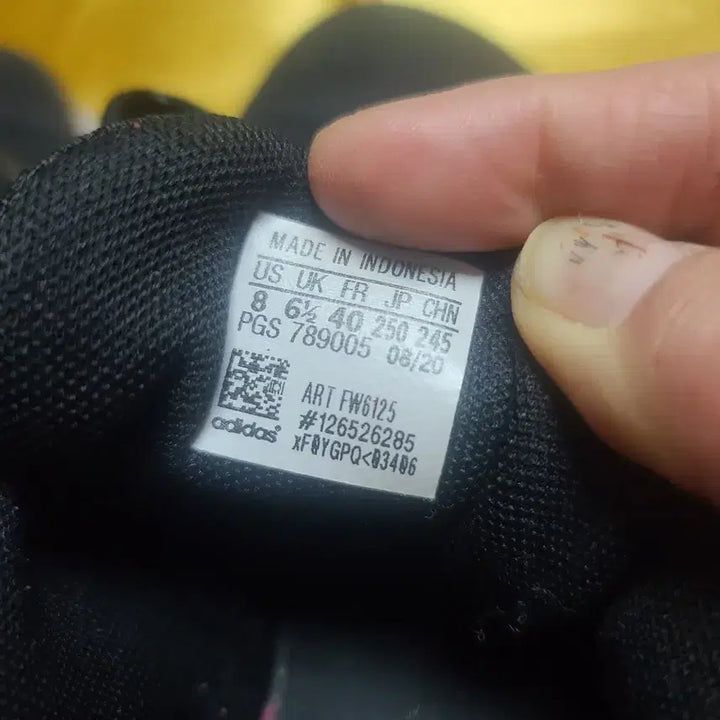 MADE IN INDONESIA
US UK FR JP CHN
8 6½ 40 250 245
PGS 789005 08/20
ART FW6125
#126526285
adidas
xFQYGPQ<03406